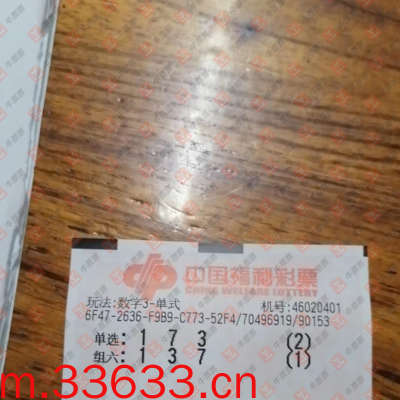 中国福利彩票
CHINA WELFARE LOTTERY
玩法:数字3-单式 机号:46020401
6F47-2636-F9B9-C773-52F4/70496919/90153
单选: 1 7 3 (2)
组六: 1 3 7 (1)
m.33633.cn